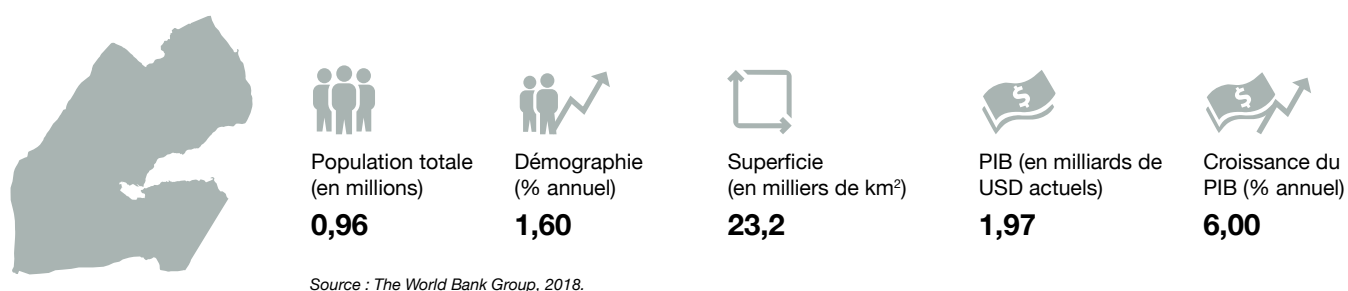 Population totale
(en millions)
0,96
Démographie
(% annuel)
1,60
Superficie
(en milliers de km²)
23,2
PIB (en milliards de
USD actuels)
1,97
Croissance du
PIB (% annuel)
6,00
Source : The World Bank Group, 2018.